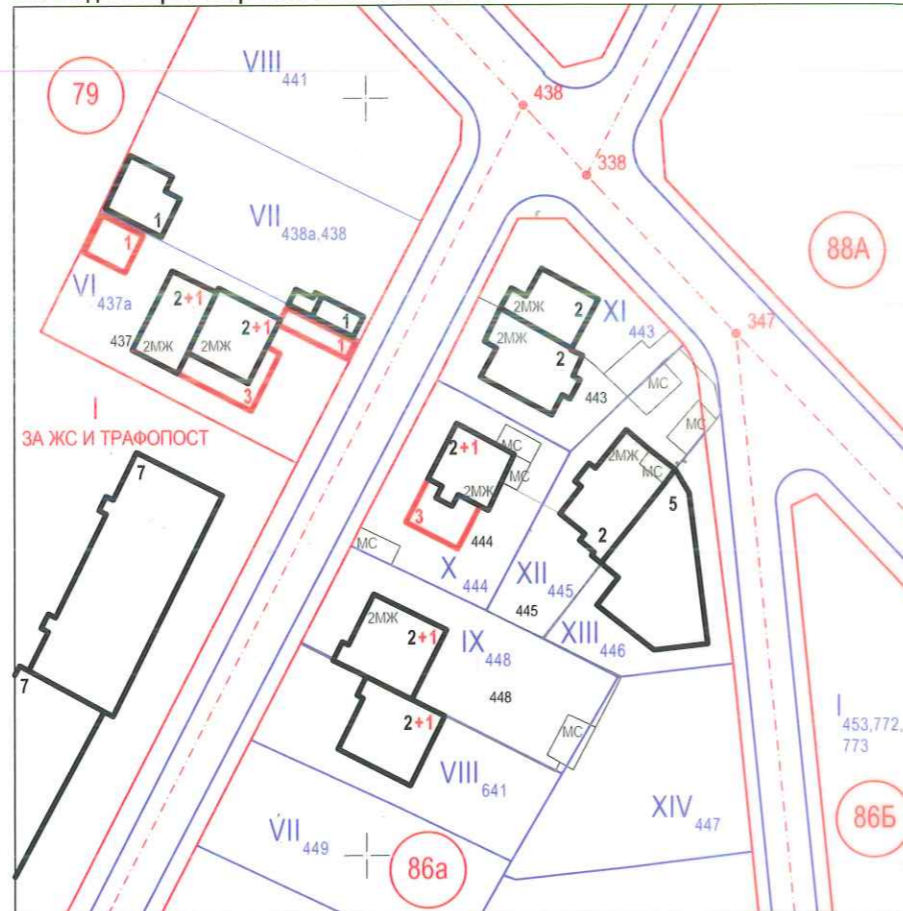 79
VIII 441
438
338
VII 438а,438
1
1
88А
VI 437а
2+1
2+1
1
1
2МЖ
2МЖ
437
3
2МЖ
2
XI 443
347
2МЖ
2
443
МС
МС
I
ЗА ЖС И ТРАФОПОСТ
7
2+1
МС
МС
2МЖ
3
444
2МЖ
МС
5
2
МС
X 444
XII 445
445
XIII 446
2МЖ
2+1
IX 448
448
7
2+1
МС
I 453,772,
773
VIII 641
XIV 447
86Б
VII 449
86а